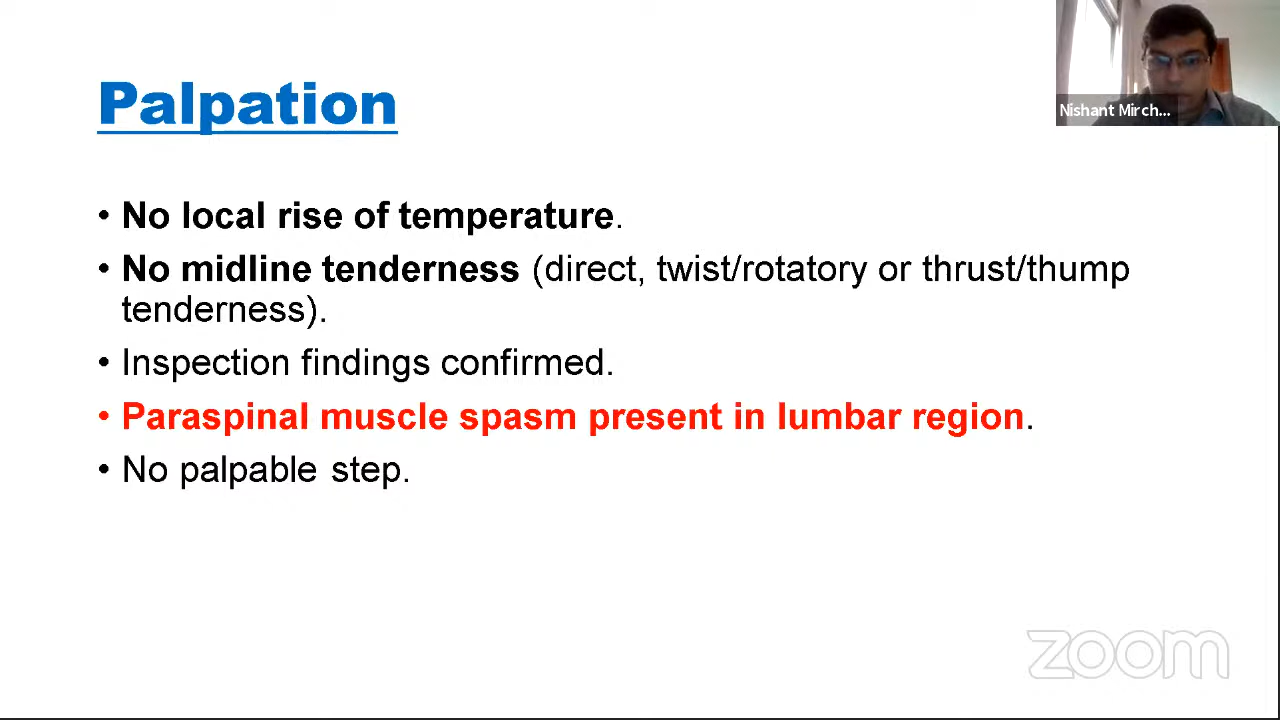 Palpation
Nishant Mirch...
• No local rise of temperature.
• No midline tenderness (direct, twist/rotatory or thrust/thump
tenderness).
• Inspection findings confirmed.
• Paraspinal muscle spasm present in lumbar region.
• No palpable step.
zoom